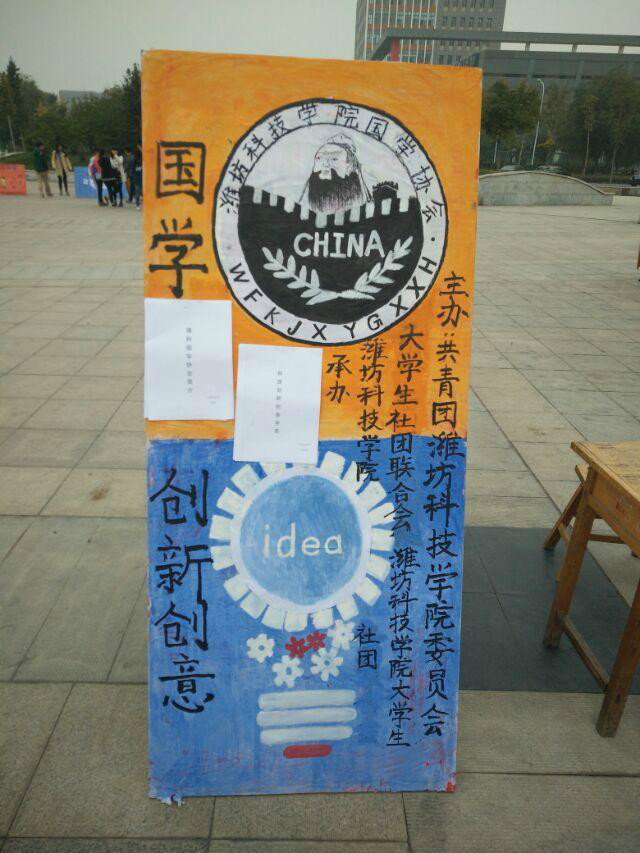 国学
潍坊科技学院国学协会·
CHINA
WFKJXYGXXH
主办:共青团潍坊科技学院委员会
大学生社团联合会 潍坊科技学院大学生
潍坊科技学院
承办
社团
创新创意
idea